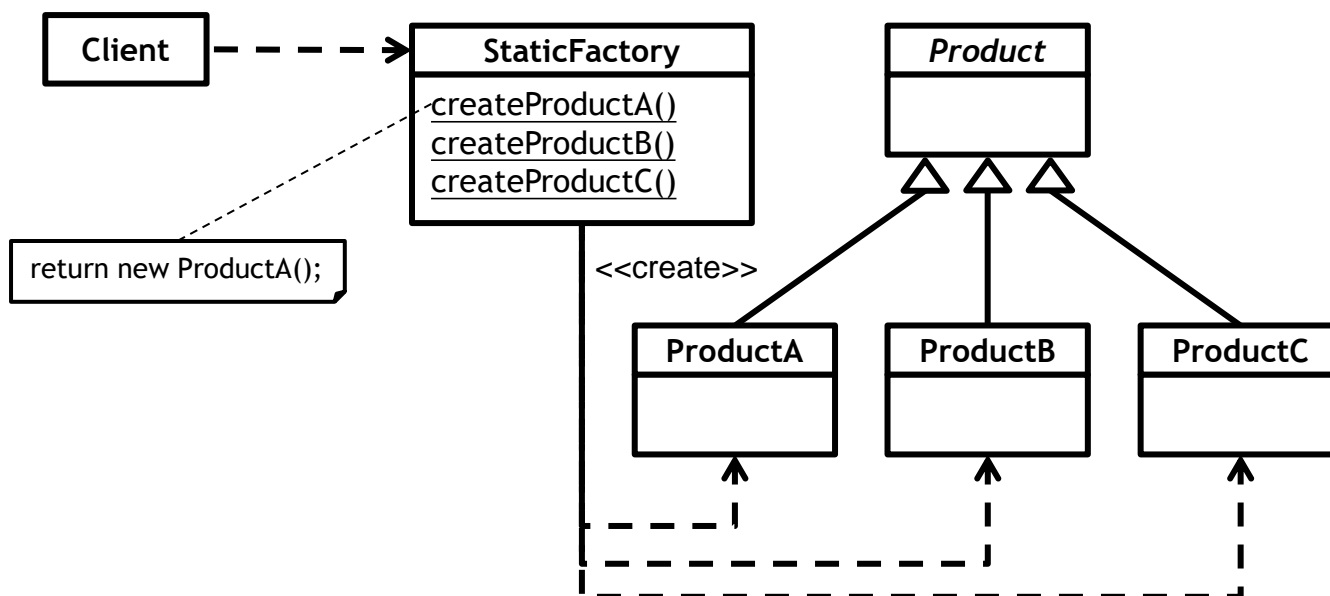 Client
StaticFactory
createProductA()
createProductB()
createProductC()
Product
return new ProductA();
<<create>>
ProductA
ProductB
ProductC